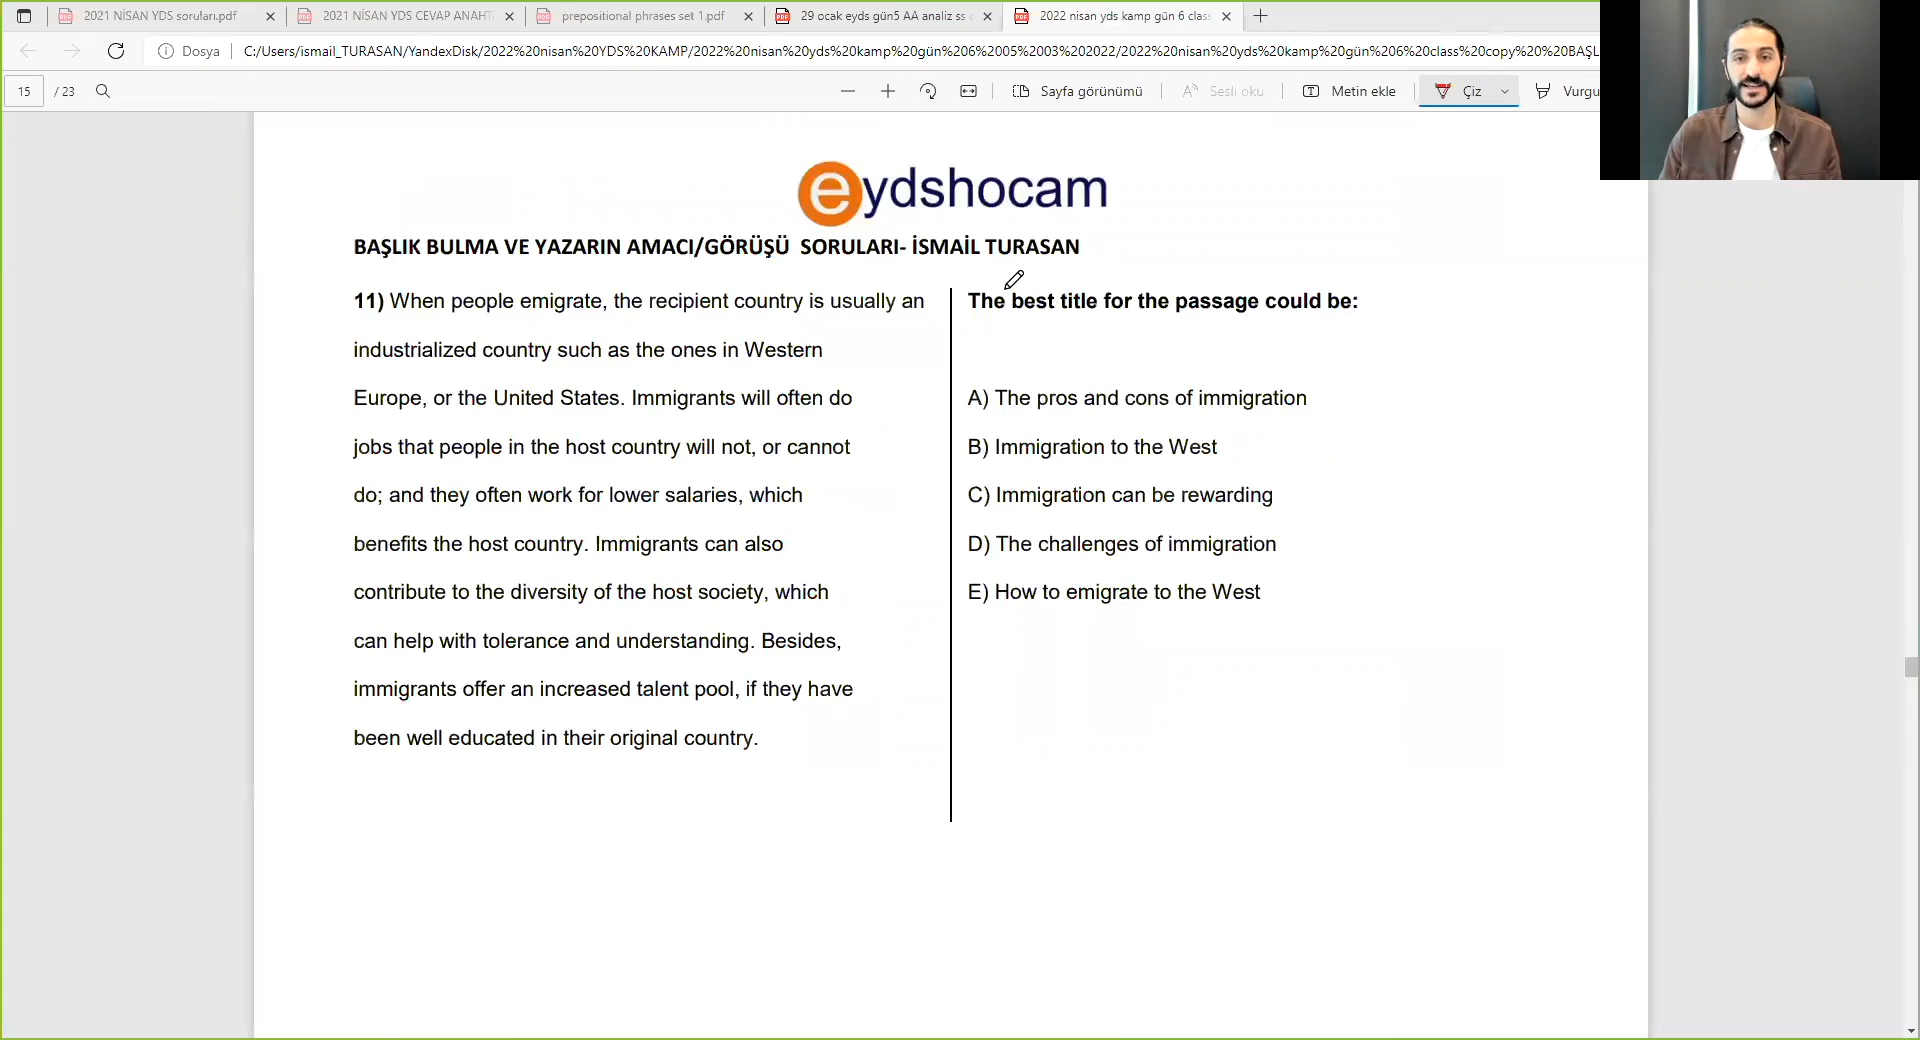 2021 NİSAN YDS soruları.pdf
2021 NİSAN YDS CEVAP ANAHT
prepositional phrases set 1.pdf
29 ocak eyds gün5 AA analiz ss
2022 nisan yds kamp gün 6 class
Dosya
C:/Users/ismail_TURASAN/YandexDisk/2022%20nisan%20YDS%20KAMP/2022%20nisan%20yds%20kamp%20gün%206%2005%2003%202022/2022%20nisan%20yds%20kamp%20gün%206%20class%20copy%20%20BAŞL
15 / 23
Sayfa görünümü
Sesli oku
Metin ekle
Çiz
Vurgu
eydshocam
BAŞLIK BULMA VE YAZARIN AMACI/GÖRÜŞÜ SORULARI- İSMAİL TURASAN
11) When people emigrate, the recipient country is usually an
industrialized country such as the ones in Western
Europe, or the United States. Immigrants will often do
jobs that people in the host country will not, or cannot
do; and they often work for lower salaries, which
benefits the host country. Immigrants can also
contribute to the diversity of the host society, which
can help with tolerance and understanding. Besides,
immigrants offer an increased talent pool, if they have
been well educated in their original country.
The best title for the passage could be:
A) The pros and cons of immigration
B) Immigration to the West
C) Immigration can be rewarding
D) The challenges of immigration
E) How to emigrate to the West